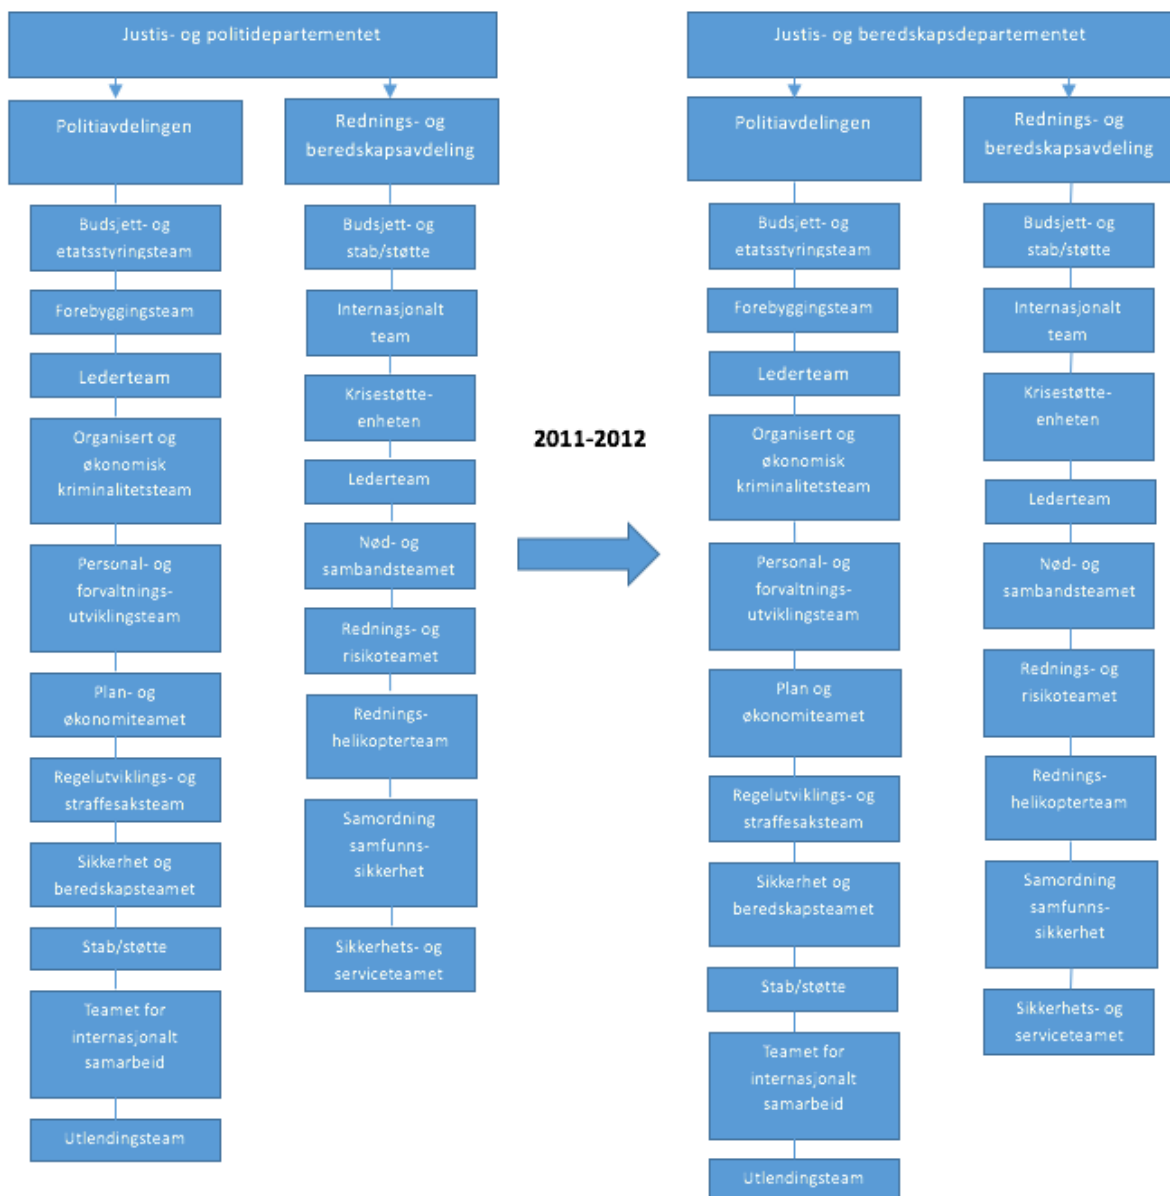 Justis- og politidepartementet
Politiavdelingen
Budsjett- og
etatsstyringsteam
Forebyggingsteam
Lederteam
Organisert og
økonomisk
kriminalitetsteam
Personal- og
forvaltnings-
utviklingsteam
Plan- og
økonomiteamet
Regelutviklings- og
straffesaksteam
Sikkerhet og
beredskapsteamet
Stab/støtte
Teamet for
internasjonalt
samarbeid
Utlendingsteam
Rednings- og
beredskapsavdeling
Budsjett- og
stab/støtte
Internasjonalt
team
Krisestøtte-
enheten
Lederteam
Nød- og
sambandsteamet
Rednings- og
risikoteamet
Rednings-
helikopterteam
Samordning
samfunns-
sikkerhet
Sikkerhets- og
serviceteamet
2011-2012
Justis- og beredskapsdepartementet
Politiavdelingen
Budsjett- og
etatsstyringsteam
Forebyggingsteam
Lederteam
Organisert og
økonomisk
kriminalitetsteam
Personal- og
forvaltnings-
utviklingsteam
Plan og
økonomiteamet
Regelutviklings- og
straffesaksteam
Sikkerhet og
beredskapsteamet
Stab/støtte
Teamet for
internasjonalt
samarbeid
Utlendingsteam
Rednings- og
beredskapsavdeling
Budsjett- og
stab/støtte
Internasjonalt
team
Krisestøtte-
enheten
Lederteam
Nød- og
sambandsteamet
Rednings- og
risikoteamet
Rednings-
helikopterteam
Samordning
samfunns-
sikkerhet
Sikkerhets- og
serviceteamet